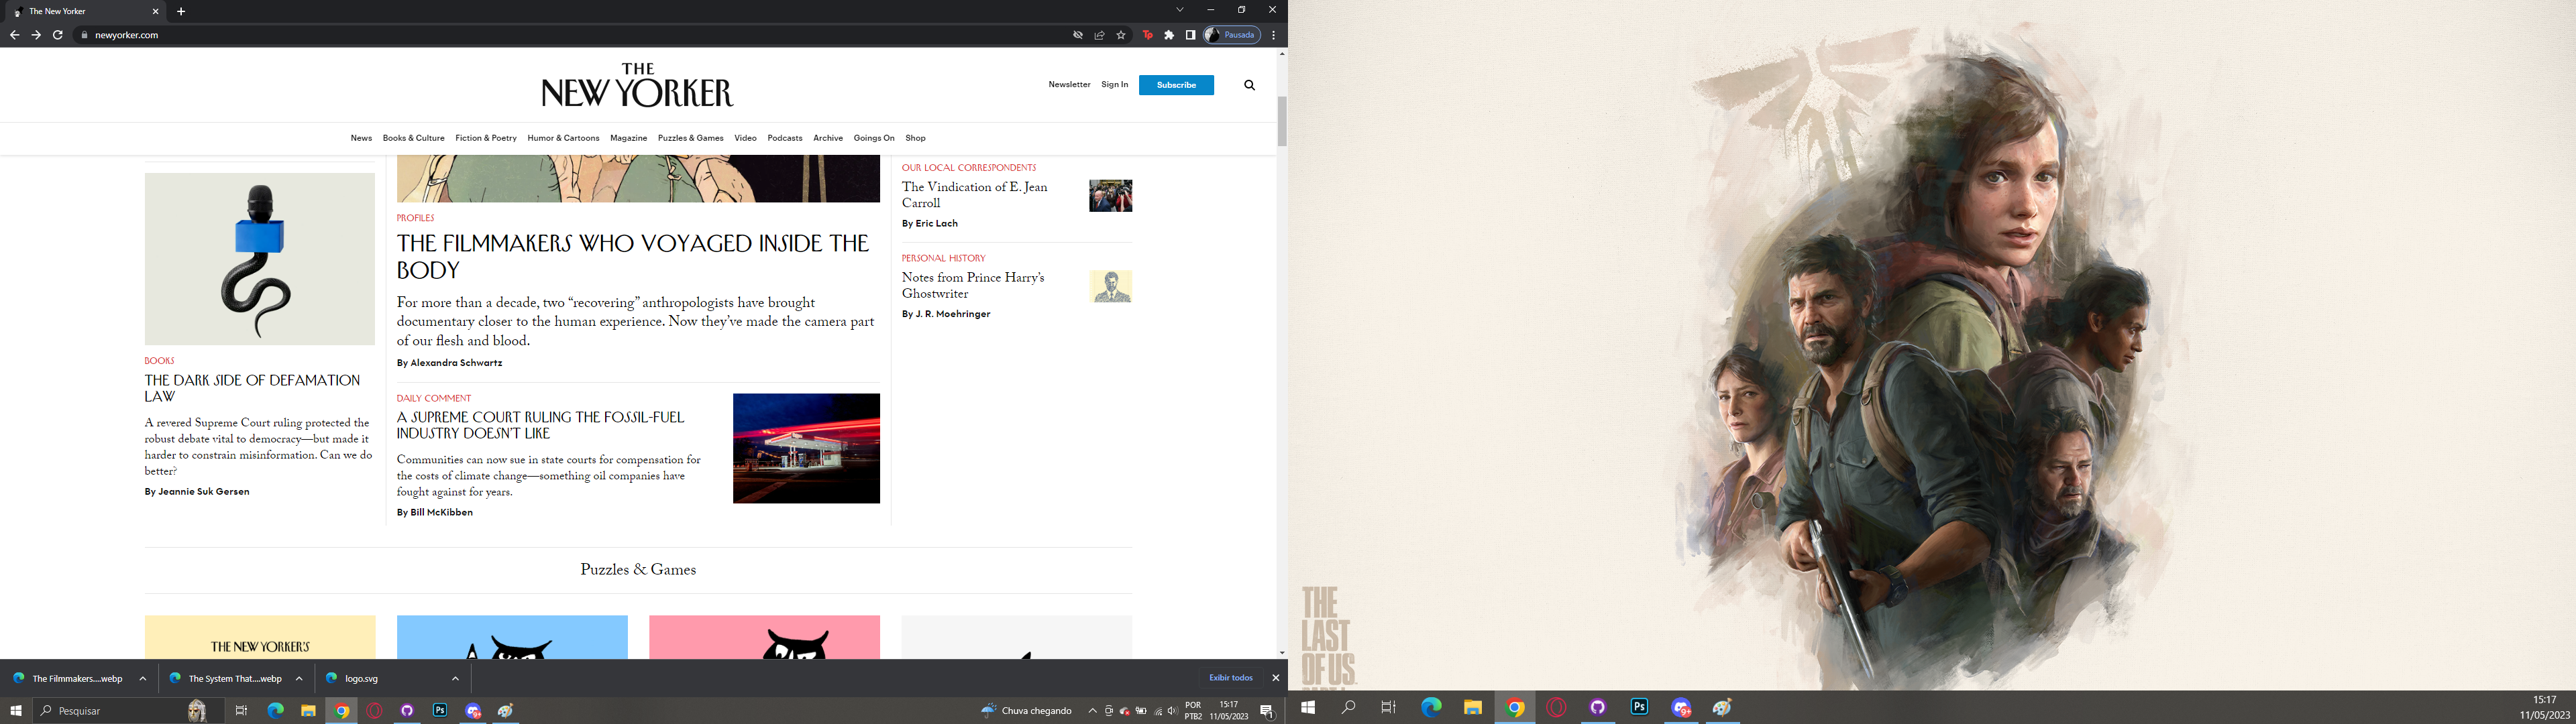 The New Yorker
newyorker.com
Pausada
THE
NEW YORKER
Newsletter
Sign In
Subscribe
News
Books & Culture
Fiction & Poetry
Humor & Cartoons
Magazine
Puzzles & Games
Video
Podcasts
Archive
Goings On
Shop
BOOKS
THE DARK SIDE OF DEFAMATION
LAW
A revered Supreme Court ruling protected the
robust debate vital to democracy—but made it
harder to constrain misinformation. Can we do
better?
By Jeannie Suk Gersen
PROFILES
THE FILMMAKERS WHO VOYAGED INSIDE THE
BODY
For more than a decade, two “recovering” anthropologists have brought
documentary closer to the human experience. Now they’ve made the camera part
of our flesh and blood.
By Alexandra Schwartz
DAILY COMMENT
A SUPREME COURT RULING THE FOSSIL-FUEL
INDUSTRY DOESN’T LIKE
Communities can now sue in state courts for compensation for
the costs of climate change—something oil companies have
fought against for years.
By Bill McKibben
OUR LOCAL CORRESPONDENTS
The Vindication of E. Jean
Carroll
By Eric Lach
PERSONAL HISTORY
Notes from Prince Harry’s
Ghostwriter
By J. R. Moehringer
Puzzles & Games
THE NEW YORKER’S
The Filmmakers....webp
The System That....webp
logo.svg
Exibir todos
Pesquisar
Ps
9+
Chuva chegando
POR
PTB2
15:17
11/05/2023
1
THE
LAST
OF US
Ps
9+
15:17
11/05/2023